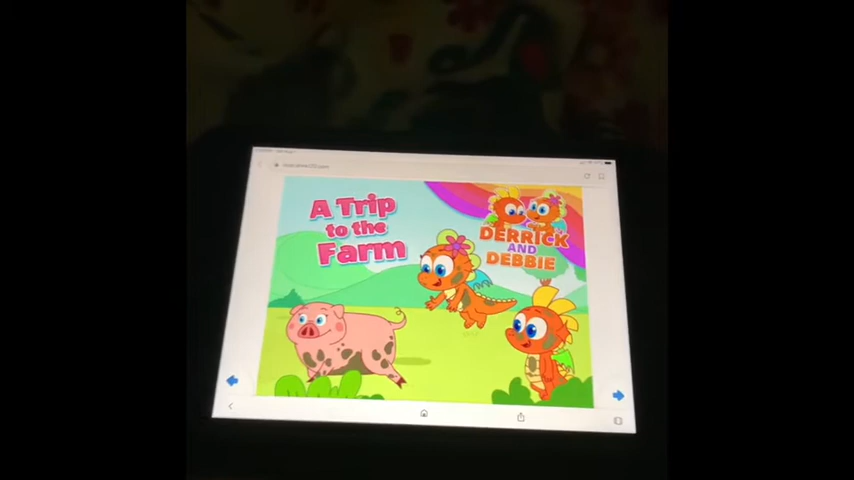 A Trip
to the
Farm
DERRICK
AND
DEBBIE